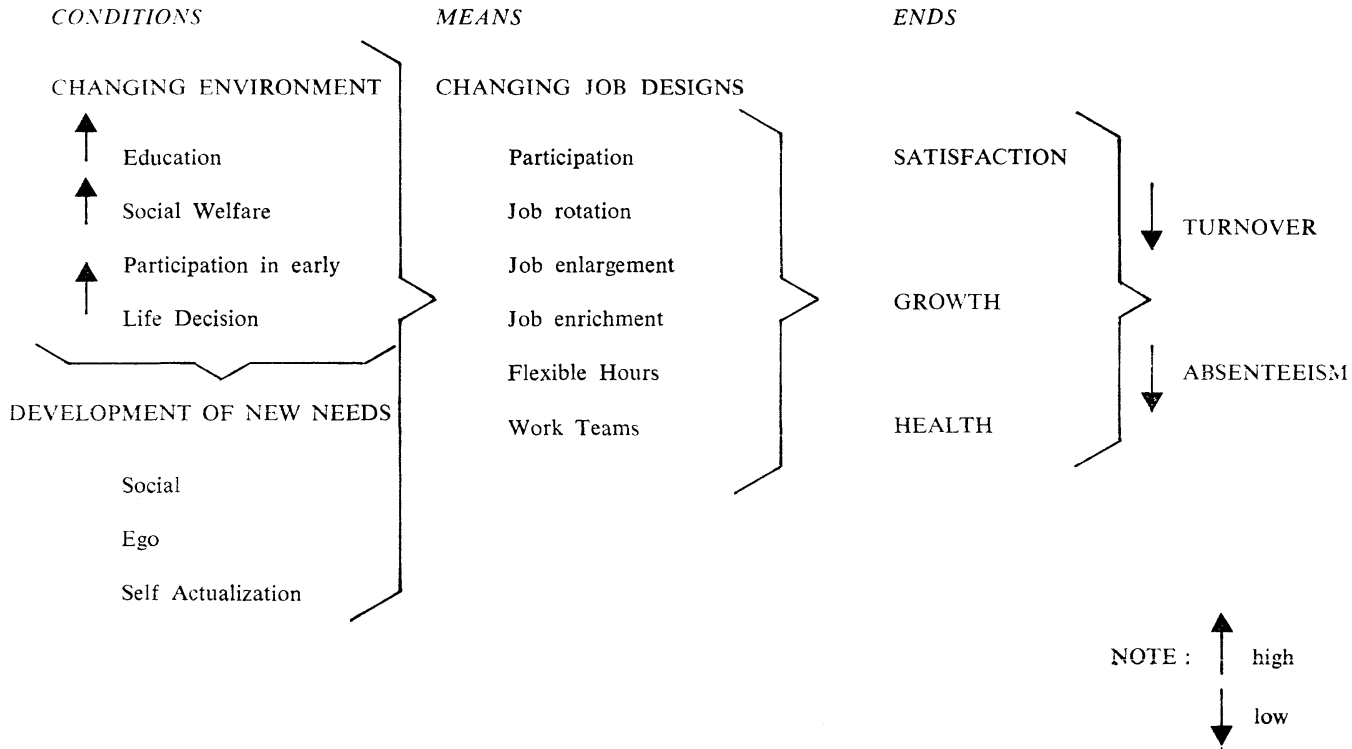 CONDITIONS
CHANGING ENVIRONMENT
Education
Social Welfare
Participation in early
Life Decision
DEVELOPMENT OF NEW NEEDS
Social
Ego
Self Actualization
MEANS
CHANGING JOB DESIGNS
Participation
Job rotation
Job enlargement
Job enrichment
Flexible Hours
Work Teams
ENDS
SATISFACTION
GROWTH
HEALTH
TURNOVER
ABSENTEEISM
NOTE :
high
low